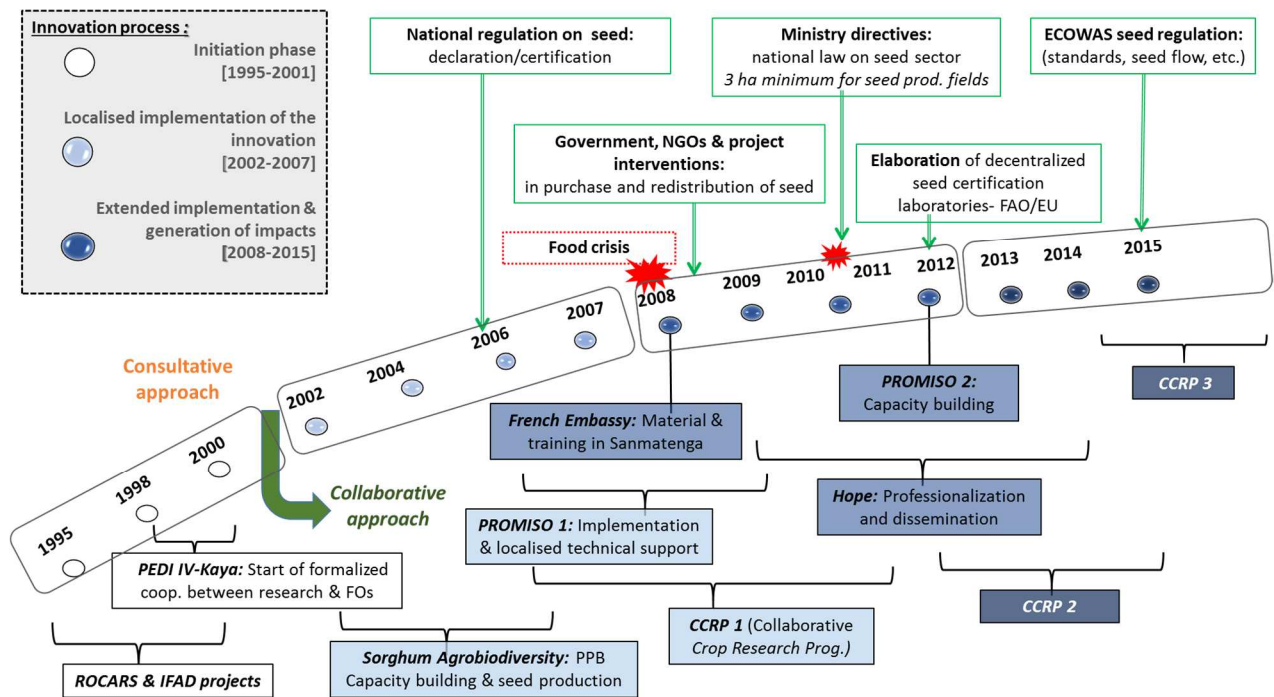 Innovation process :
Initiation phase
[1995-2001]
Localised implementation of the
innovation
[2002-2007]
Extended implementation &
generation of impacts
[2008-2015]
National regulation on seed:
declaration/certification
Ministry directives:
national law on seed sector
3 ha minimum for seed prod. fields
ECOWAS seed regulation:
(standards, seed flow, etc.)
Government, NGOs & project
interventions:
in purchase and redistribution of seed
Elaboration of decentralized
seed certification
laboratories- FAO/EU
Food crisis
1995
1998
2000
2002
2004
2006
2007
2008
2009
2010
2011
2012
2013
2014
2015
Consultative
approach
Collaborative
approach
French Embassy: Material &
training in Sanmatenga
PROMISO 2:
Capacity building
CCRP 3
PROMISO 1: Implementation
& localised technical support
Hope: Professionalization
and dissemination
PEDI IV-Kaya: Start of formalized
coop. between research & FOs
CCRP 1 (Collaborative
Crop Research Prog.)
CCRP 2
Sorghum Agrobiodiversity: PPB
Capacity building & seed production
ROCARS & IFAD projects